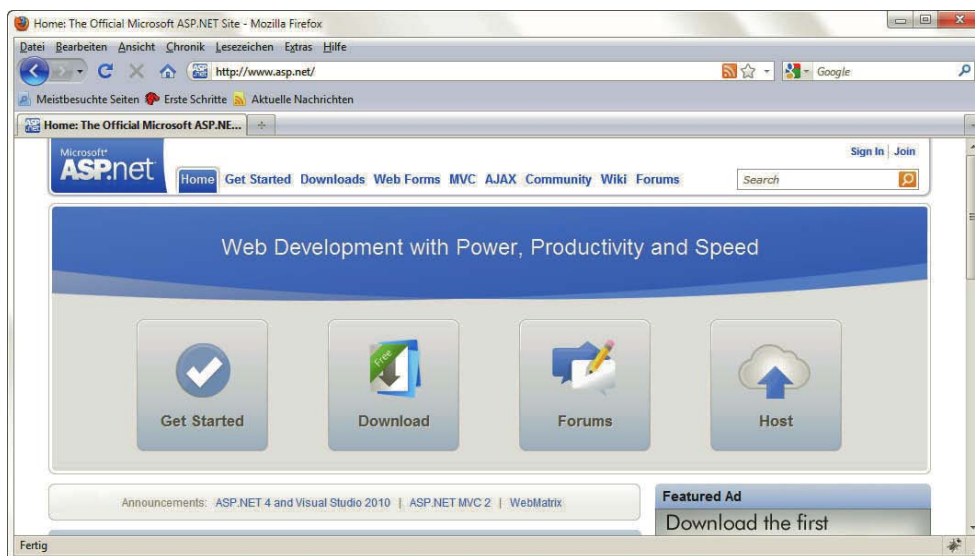 Home: The Official Microsoft ASP.NET Site - Mozilla Firefox
Datei Bearbeiten Ansicht Chronik Lesezeichen Extras Hilfe
http://www.asp.net/
Google
Meistbesuchte Seiten Erste Schritte Aktuelle Nachrichten
Home: The Official Microsoft ASP.NE...
Sign In Join
Microsoft
ASP.net
Home Get Started Downloads Web Forms MVC AJAX Community Wiki Forums
Search
Web Development with Power, Productivity and Speed
Free
Get Started Download Forums Host
Announcements: ASP.NET 4 and Visual Studio 2010 | ASP.NET MVC 2 | WebMatrix
Featured Ad
Download the first
Fertig